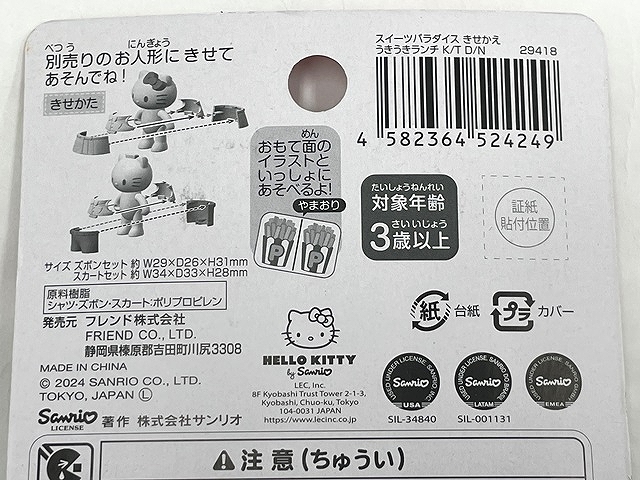 べつう にんぎょう
別売りのお人形にきせて
あそんでね！
きせかた
スイーツパラダイス きせかえ
うきうきランチ K/T D/N 29418
4 582364 524249
めん
おもて面の
イラストと
いっしょに
あそべるよ!
やまおり
P P
たいしょうねんれい
対象年齢
さいいじょう
3歳以上
証紙
貼付位置
サイズ ズボンセット 約 W29×D26×H31mm
スカートセット 約 W34×D33×H28mm
原料樹脂
シャツ・ズボン・スカート:ポリプロピレン
発売元 フレンド株式会社
FRIEND CO., LTD.
静岡県榛原郡吉田町川尻3308
MADE IN CHINA
© 2024 SANRIO CO., LTD.
TOKYO, JAPAN Ⓛ
Sanrio
LICENSE
著作 株式会社サンリオ
HELLO KITTY
by Sanrio
LEC, Inc.
8F Kyobashi Trust Tower 2-1-3,
Kyobashi, Chuo-ku, Tokyo
104-0031 JAPAN
https://www.lecinc.co.jp
紙 台紙
プラ カバー
USED UNDER LICENSE.
Sanrio
USA
SIL-34840
USED UNDER LICENSE.
Sanrio
LATAM
SIL-001131
USED UNDER LICENSE.
Sanrio
EMEA
注意(ちゅうい)